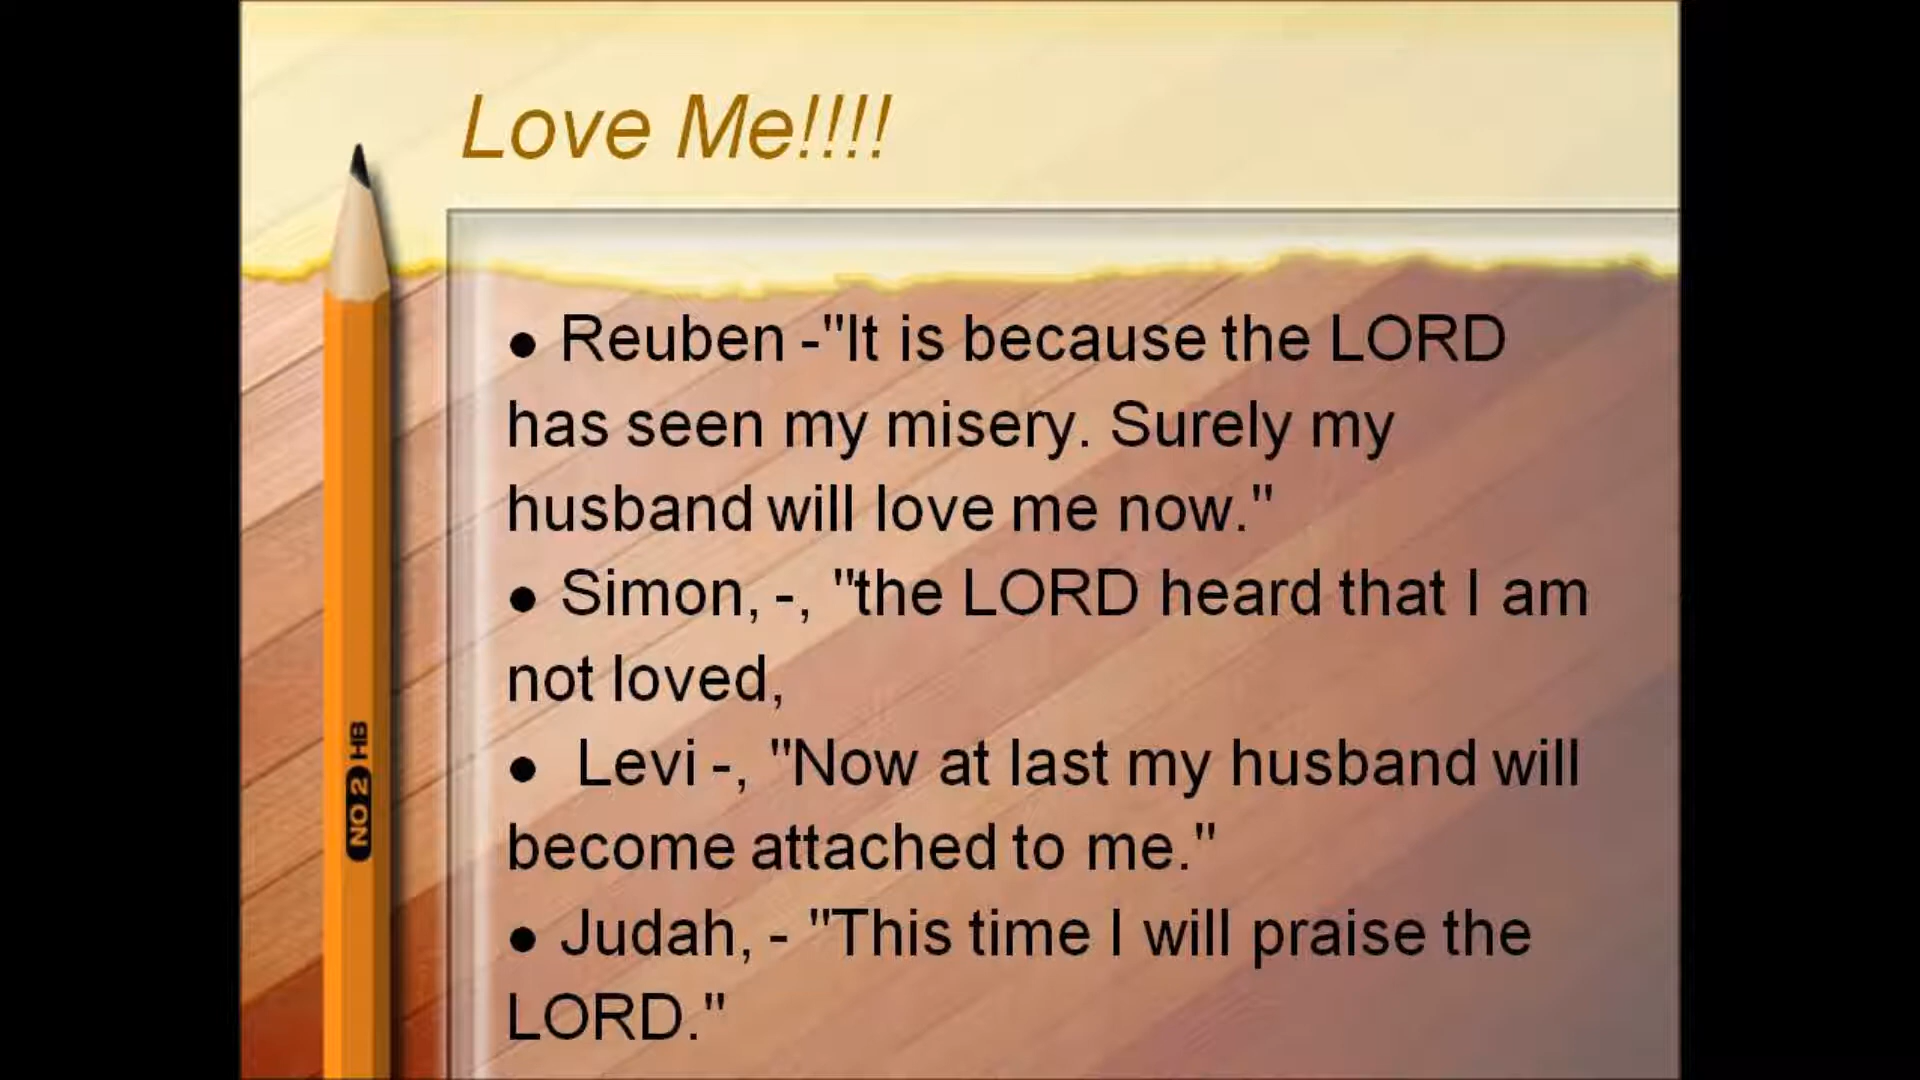 Love Me!!!!
● Reuben -"It is because the LORD
has seen my misery. Surely my
husband will love me now."
● Simon, -, "the LORD heard that I am
not loved,
● Levi -, "Now at last my husband will
become attached to me."
● Judah, - "This time I will praise the
LORD."
NO 2 HB